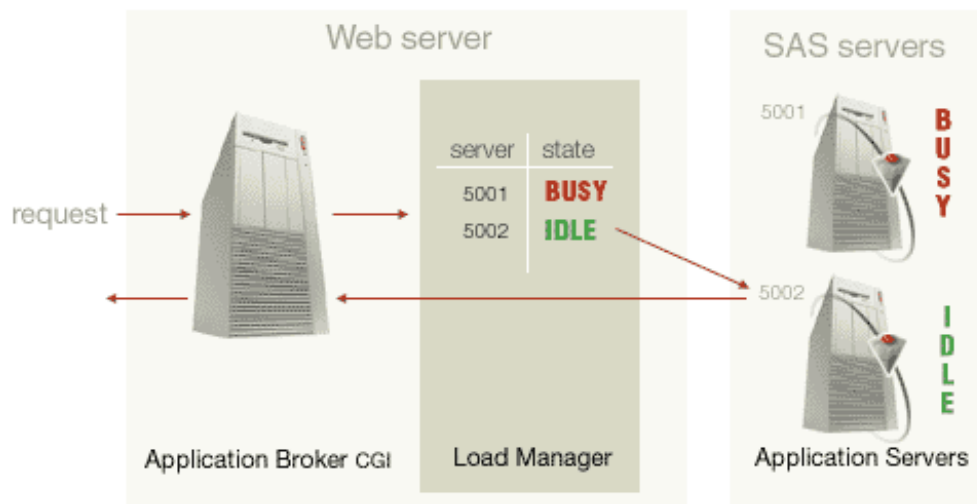 Web server
SAS servers
server state
5001 BUSY
5002 IDLE
request
5001
BUSY
5002
IDLE
Application Broker CGI
Load Manager
Application Servers